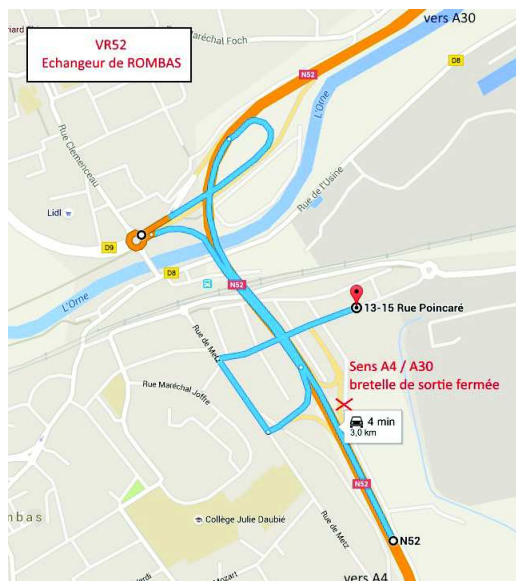 vers A30
VR52
Echangeur de ROMBAS
Maréchal Foch
N52
D8
L'Orne
Rue Clemenceau
Rue de l'Usine
Lidl
D9
D8
N52
L'Orne
13-15 Rue Poincaré
Rue de Metz
Sens A4 / A30
bretelle de sortie fermée
Rue Maréchal Joffre
4 min
3,0 km
N52
Collège Julie Daubié
Rue de Metz
N52
Mozart
vers A4